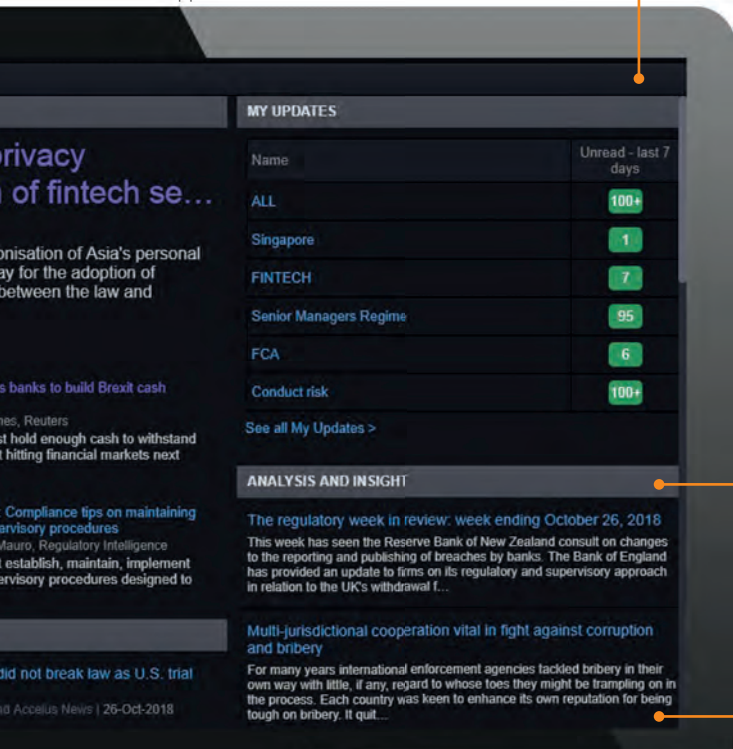 privacy
of fintech se...
onisation of Asia's personal
ay for the adoption of
between the law and
s banks to build Brexit cash
nes, Reuters
st hold enough cash to withstand
t hitting financial markets next
: Compliance tips on maintaining
ervisory procedures
Mauro, Regulatory Intelligence
t establish, maintain, implement
ervisory procedures designed to
did not break law as U.S. trial
nd Accelus News | 26-Oct-2018
MY UPDATES
Name
Unread - last 7
days
ALL
100+
Singapore
1
FINTECH
7
Senior Managers Regime
95
FCA
6
Conduct risk
100+
See all My Updates >
ANALYSIS AND INSIGHT
The regulatory week in review: week ending October 26, 2018
This week has seen the Reserve Bank of New Zealand consult on changes
to the reporting and publishing of breaches by banks. The Bank of England
has provided an update to firms on its regulatory and supervisory approach
in relation to the UK's withdrawal f...
Multi-jurisdictional cooperation vital in fight against corruption
and bribery
For many years international enforcement agencies tackled bribery in their
own way with little, if any, regard to whose toes they might be trampling on in
the process. Each country was keen to enhance its own reputation for being
tough on bribery. It quit...